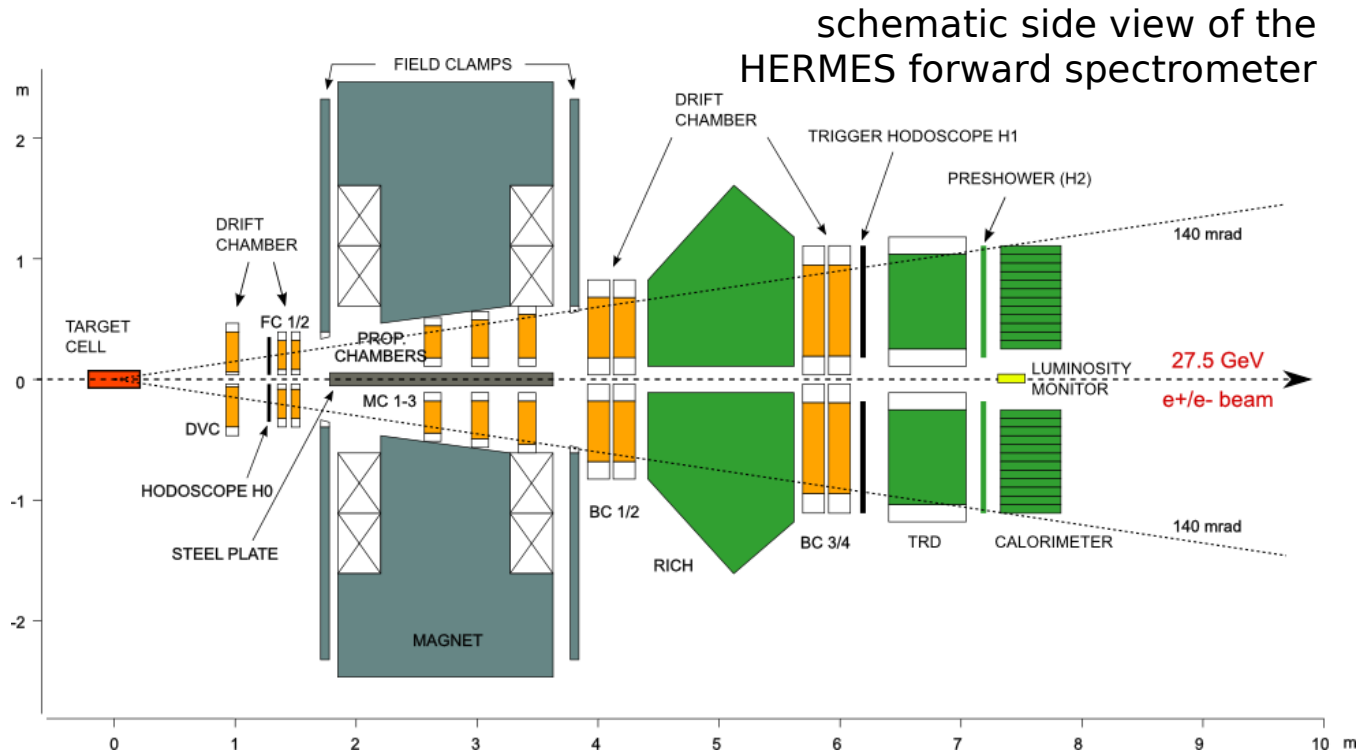 schematic side view of the
HERMES forward spectrometer
m
2
1
0
-1
-2
FIELD CLAMPS
DRIFT
CHAMBER
TRIGGER HODOSCOPE H1
PRESHOWER (H2)
140 mrad
DRIFT
CHAMBER
FC 1/2
TARGET
CELL
PROP.
CHAMBERS
LUMINOSITY
MONITOR
27.5 GeV
e+/e- beam
MC 1-3
DVC
HODOSCOPE H0
STEEL PLATE
BC 1/2
RICH
BC 3/4
TRD
CALORIMETER
140 mrad
MAGNET
0 1 2 3 4 5 6 7 8 9 10 m